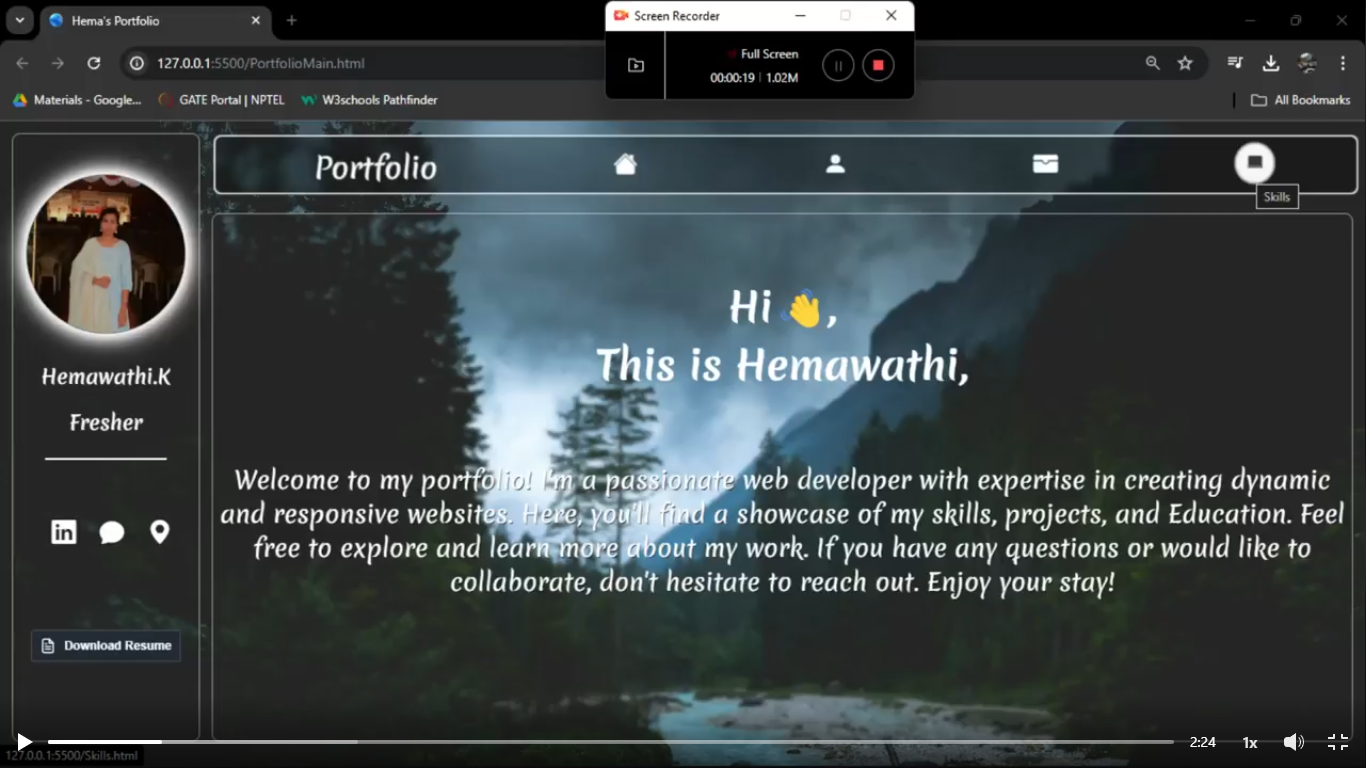 Hema's Portfolio
Screen Recorder
Full Screen
00:00:19 | 1.02M
127.0.0.1:5500/PortfolioMain.html
Materials - Google...
GATE Portal | NPTEL
W3schools Pathfinder
All Bookmarks
Portfolio
Skills
Hemawathi.K
Fresher
Download Resume
Hi 👋,
This is Hemawathi,
Welcome to my portfolio! I'm a passionate web developer with expertise in creating dynamic
and responsive websites. Here, you'll find a showcase of my skills, projects, and Education. Feel
free to explore and learn more about my work. If you have any questions or would like to
collaborate, don't hesitate to reach out. Enjoy your stay!
2:24
1x
127.0.0.1:5500/Skills.html